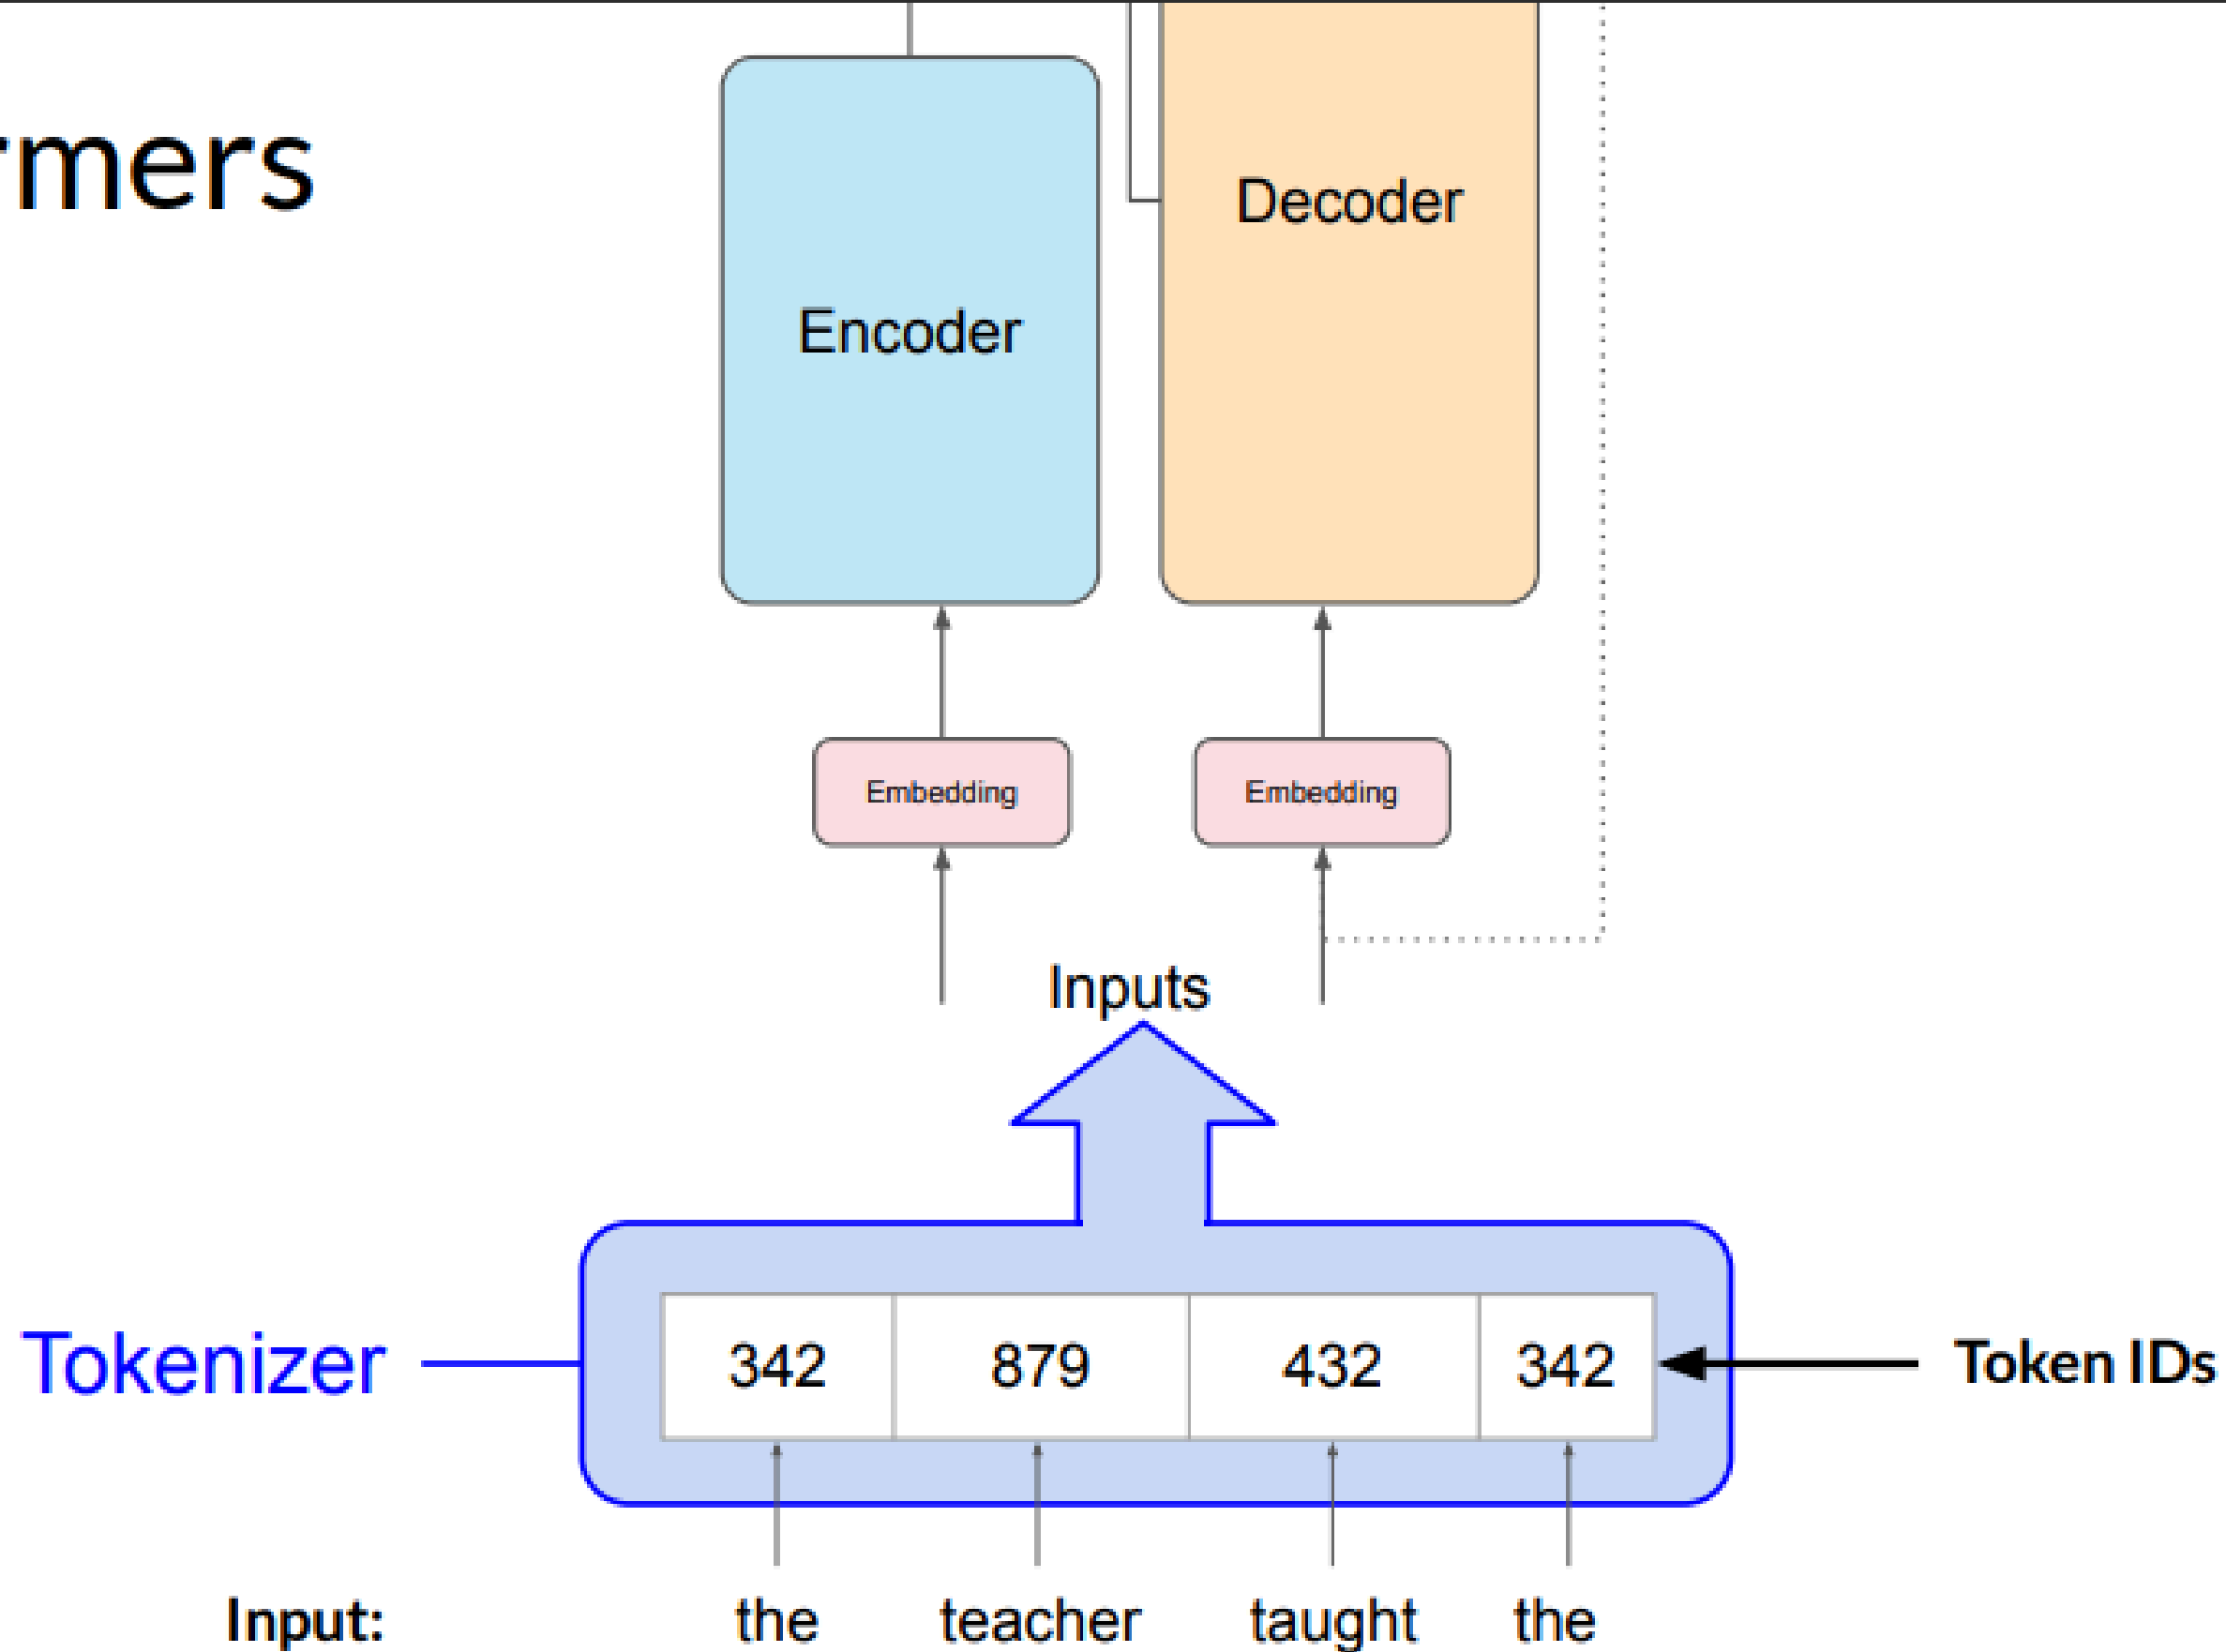 rmers
Decoder
Encoder
Embedding Embedding
Inputs
Tokenizer 342 879 432 342 Token IDs
Input: the teacher taught the